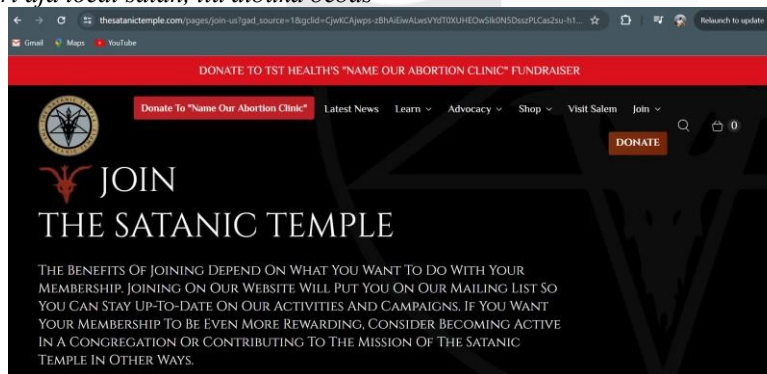 thesatanictemple.com/pages/join-us?gad_source=1&gclid=
Relaunch to update
Gmail Maps YouTube
DONATE TO TST HEALTH'S "NAME OUR ABORTION CLINIC" FUNDRAISER
Donate To "Name Our Abortion Clinic" Latest News Learn Advocacy Shop Visit Salem Join
0
DONATE
JOIN
THE SATANIC TEMPLE
THE BENEFITS OF JOINING DEPEND ON WHAT YOU WANT TO DO WITH YOUR
MEMBERSHIP. JOINING ON OUR WEBSITE WILL PUT YOU ON OUR MAILING LIST SO
YOU CAN STAY UP-TO-DATE ON OUR ACTIVITIES AND CAMPAIGNS. IF YOU WANT
YOUR MEMBERSHIP TO BE EVEN MORE REWARDING, CONSIDER BECOMING ACTIVE
IN A CONGREGATION OR CONTRIBUTING TO THE MISSION OF THE SATANIC
TEMPLE IN OTHER WAYS.